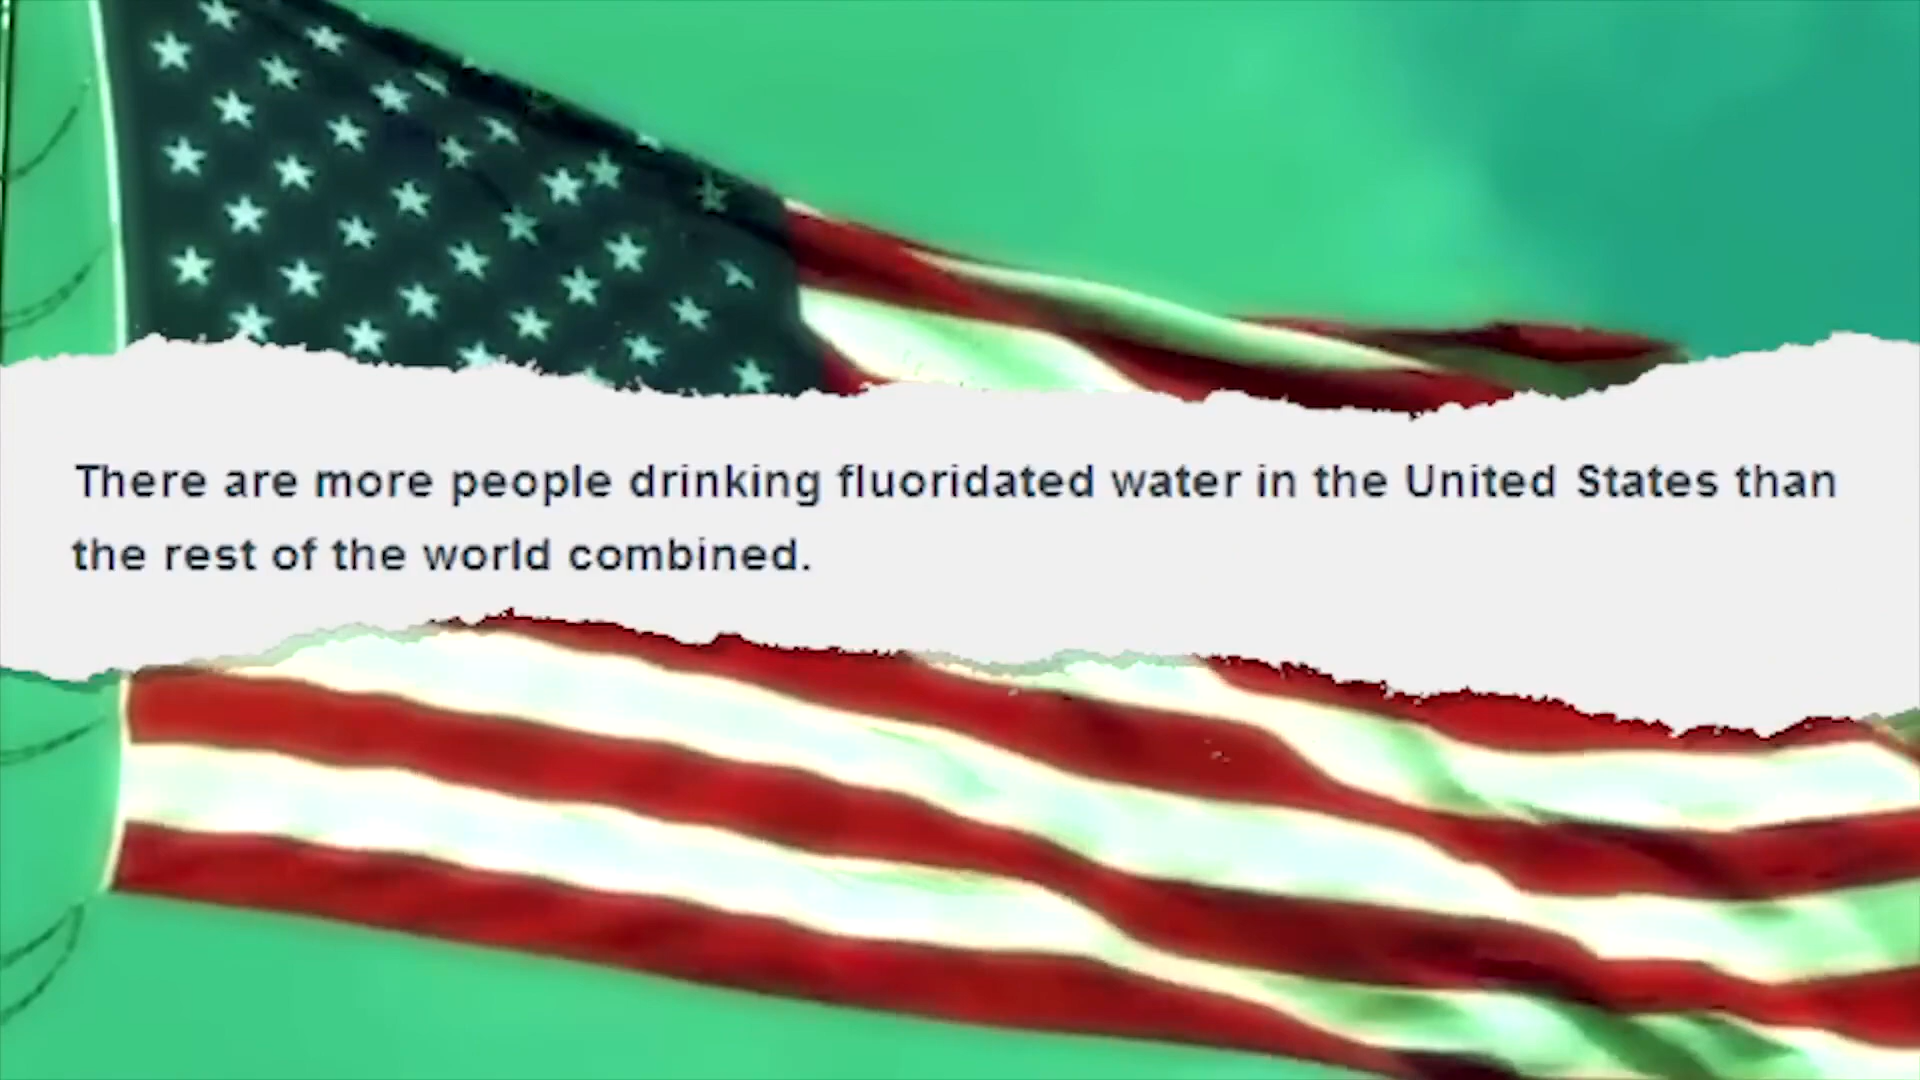 There are more people drinking fluoridated water in the United States than
the rest of the world combined.